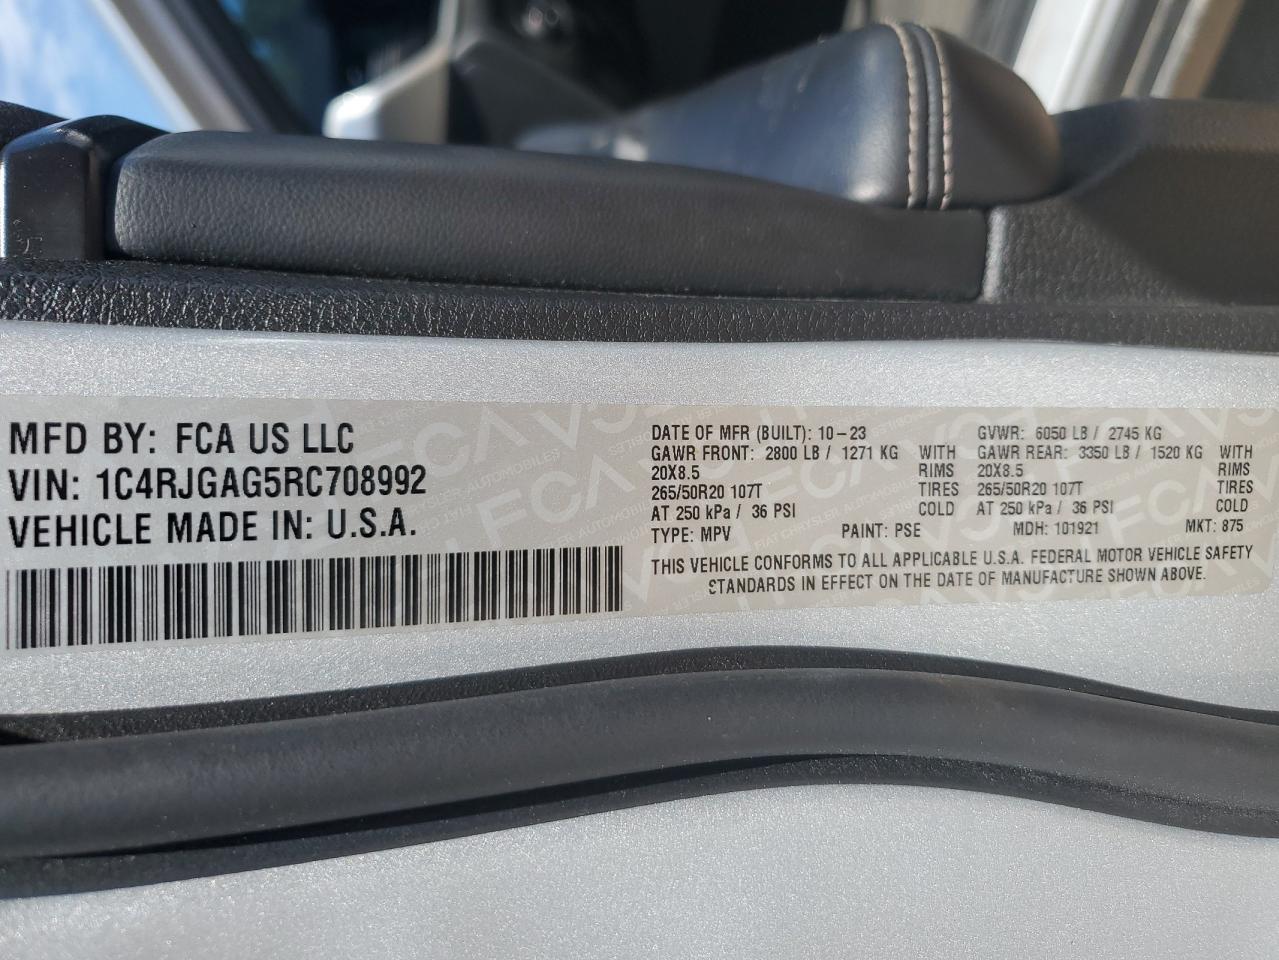 MFD BY: FCA US LLC
VIN: 1C4RJGAG5RC708992
VEHICLE MADE IN: U.S.A.
DATE OF MFR (BUILT): 10-23 GVWR: 6050 LB / 2745 KG
GAWR FRONT: 2800 LB / 1271 KG WITH GAWR REAR: 3350 LB / 1520 KG WITH
20X8.5 RIMS 20X8.5 RIMS
265/50R20 107T TIRES 265/50R20 107T TIRES
AT 250 kPa / 36 PSI COLD AT 250 kPa / 36 PSI COLD
TYPE: MPV PAINT: PSE MDH: 101921 MKT: 875
THIS VEHICLE CONFORMS TO ALL APPLICABLE U.S.A. FEDERAL MOTOR VEHICLE SAFETY
STANDARDS IN EFFECT ON THE DATE OF MANUFACTURE SHOWN ABOVE.